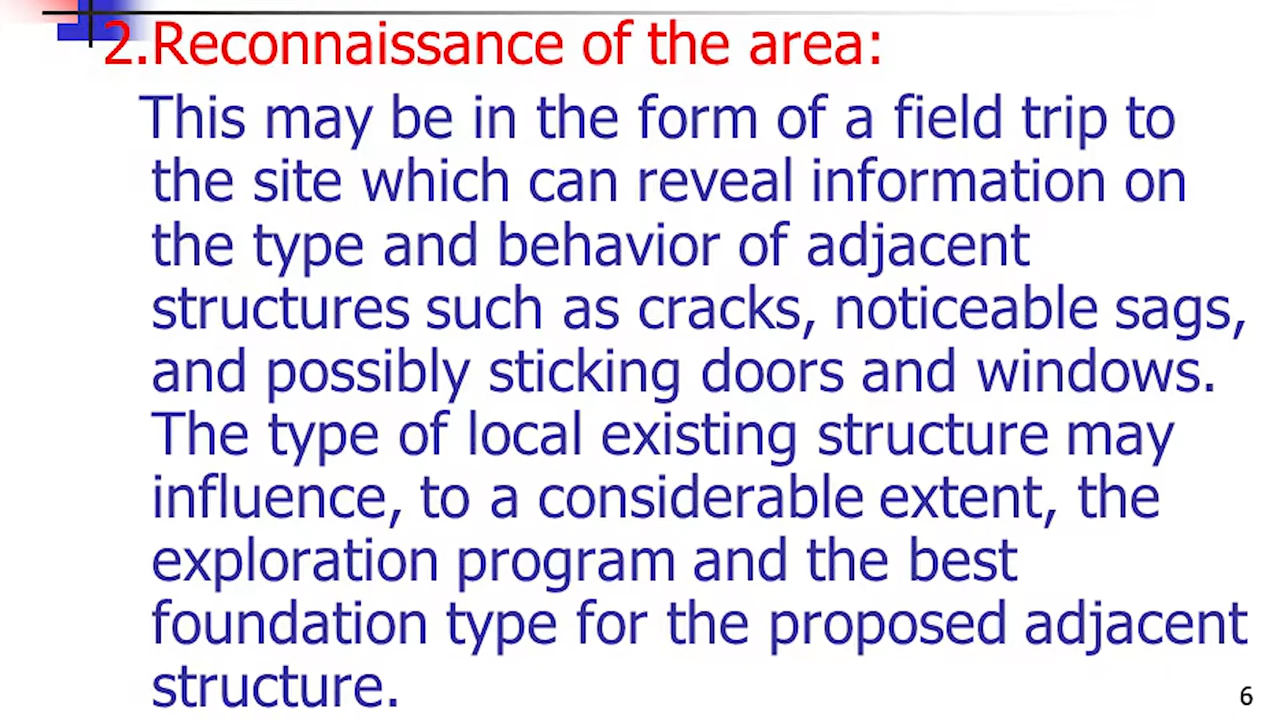 2.Reconnaissance of the area:
This may be in the form of a field trip to
the site which can reveal information on
the type and behavior of adjacent
structures such as cracks, noticeable sags,
and possibly sticking doors and windows.
The type of local existing structure may
influence, to a considerable extent, the
exploration program and the best
foundation type for the proposed adjacent
structure.
6